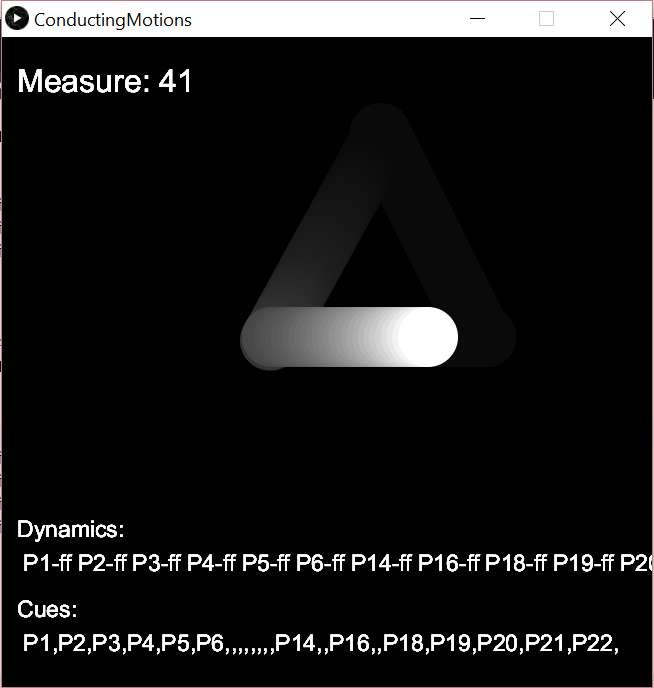 ConductingMotions
Measure: 41
Dynamics:
P1-ff P2-ff P3-ff P4-ff P5-ff P6-ff P14-ff P16-ff P18-ff P19-ff P20
Cues:
P1,P2,P3,P4,P5,P6,,,,,,,,P14,,P16,,P18,P19,P20,P21,P22,